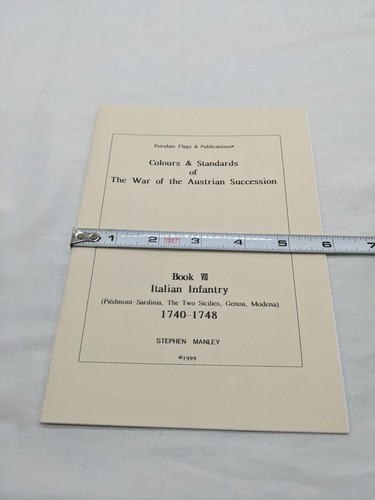 Potsdam Flags & Publications®
Colours & Standards
of
The War of the Austrian Succession
1 2 3 4 5 6 7
Book VIII
Italian Infantry
(Piedmont-Sardinia, The Two Sicilies, Genoa, Modena)
1740-1748
STEPHEN MANLEY
©1999